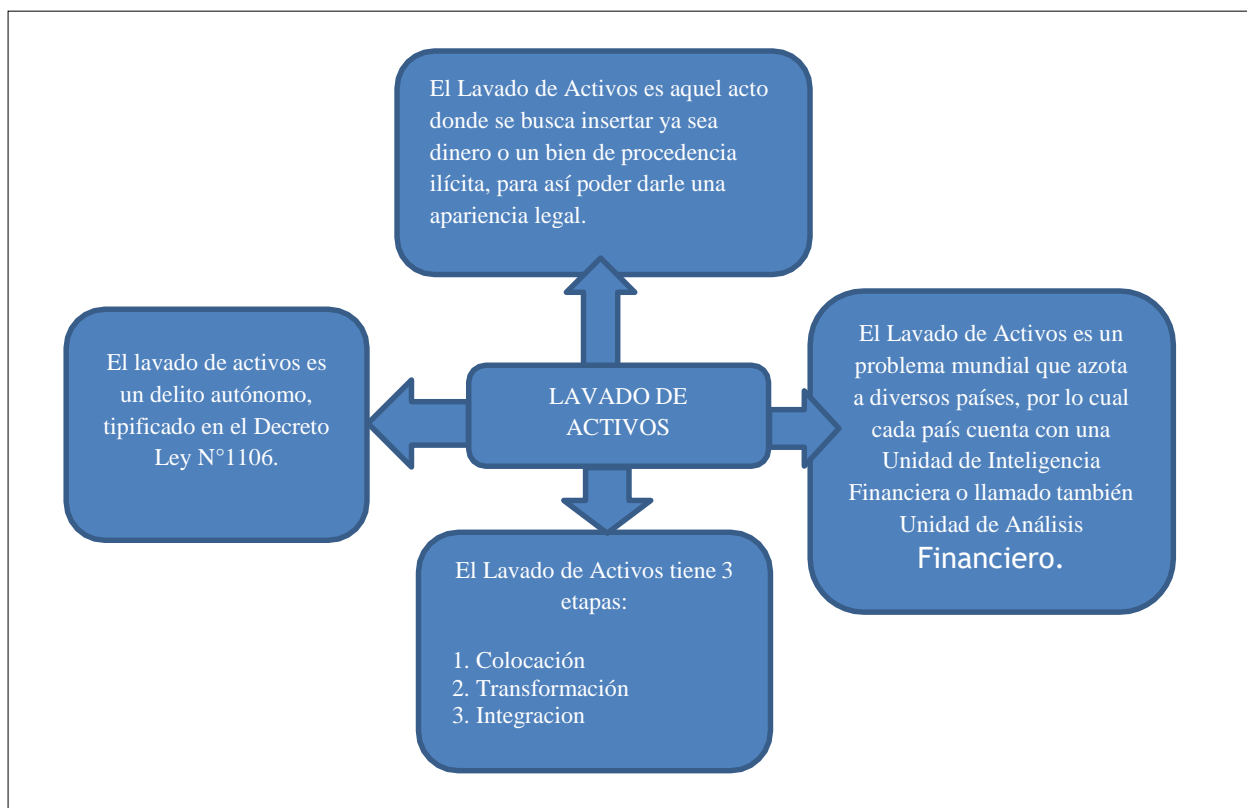 El Lavado de Activos es aquel acto
donde se busca insertar ya sea
dinero o un bien de procedencia
ilícita, para así poder darle una
apariencia legal.
El lavado de activos es
un delito autónomo,
tipificado en el Decreto
Ley N°1106.
LAVADO DE
ACTIVOS
El Lavado de Activos es un
problema mundial que azota
a diversos países, por lo cual
cada país cuenta con una
Unidad de Inteligencia
Financiera o llamado también
Unidad de Análisis
Financiero.
El Lavado de Activos tiene 3
etapas:
1. Colocación
2. Transformación
3. Integracion